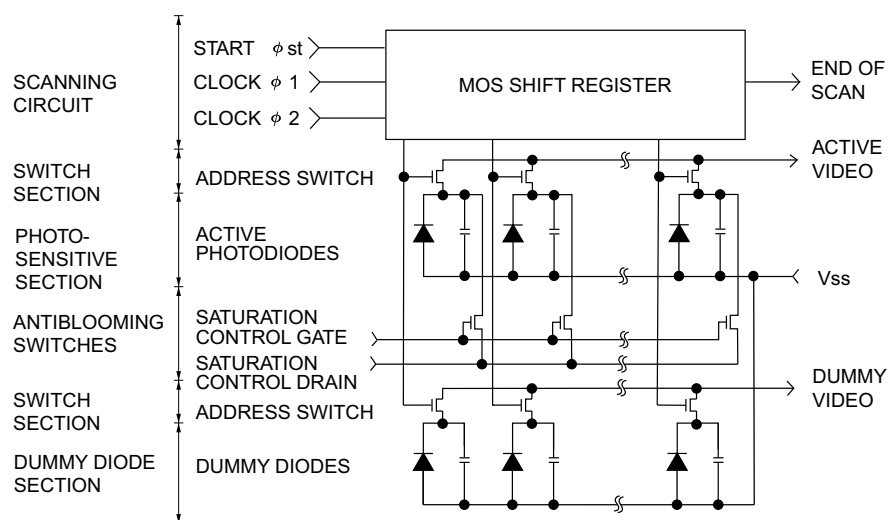 START φ st
CLOCK φ 1
CLOCK φ 2
MOS SHIFT REGISTER
END OF
SCAN
SCANNING
CIRCUIT
ACTIVE
VIDEO
SWITCH
SECTION
ADDRESS SWITCH
PHOTO-
SENSITIVE
SECTION
ACTIVE
PHOTODIODES
Vss
ANTIBLOOMING
SWITCHES
SATURATION
CONTROL GATE
SATURATION
CONTROL DRAIN
DUMMY
VIDEO
SWITCH
SECTION
ADDRESS SWITCH
DUMMY DIODE
SECTION
DUMMY DIODES